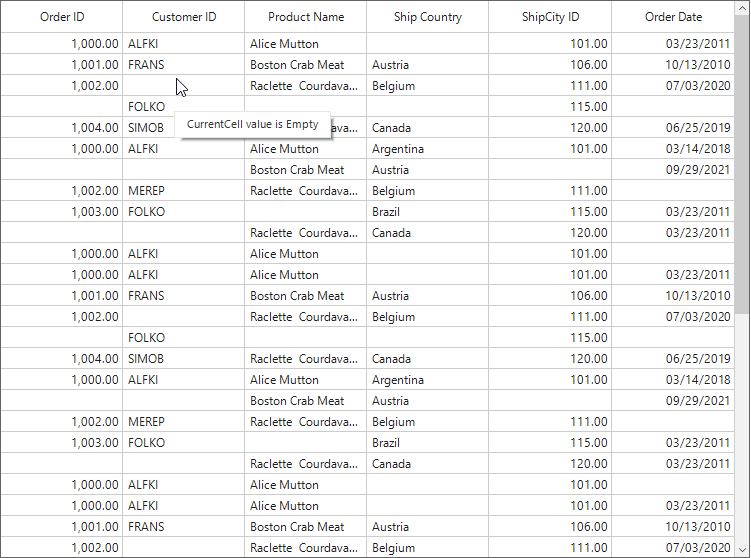 Order ID Customer ID Product Name Ship Country ShipCity ID Order Date
1,000.00 ALFKI Alice Mutton 101.00 03/23/2011
1,001.00 FRANS Boston Crab Meat Austria 106.00 10/13/2010
1,002.00 Raclette Courdava... Belgium 111.00 07/03/2020
FOLKO 115.00
CurrentCell value is Empty
1,004.00 SIMOB dava... Canada 120.00 06/25/2019
1,000.00 ALFKI Alice Mutton Argentina 101.00 03/14/2018
Boston Crab Meat Austria 09/29/2021
1,002.00 MEREP Raclette Courdava... Belgium 111.00
1,003.00 FOLKO Brazil 115.00 03/23/2011
Raclette Courdava... Canada 120.00 03/23/2011
1,000.00 ALFKI Alice Mutton 101.00
1,000.00 ALFKI Alice Mutton 101.00 03/23/2011
1,001.00 FRANS Boston Crab Meat Austria 106.00 10/13/2010
1,002.00 Raclette Courdava... Belgium 111.00 07/03/2020
FOLKO 115.00
1,004.00 SIMOB Raclette Courdava... Canada 120.00 06/25/2019
1,000.00 ALFKI Alice Mutton Argentina 101.00 03/14/2018
Boston Crab Meat Austria 09/29/2021
1,002.00 MEREP Raclette Courdava... Belgium 111.00
1,003.00 FOLKO Brazil 115.00 03/23/2011
Raclette Courdava... Canada 120.00 03/23/2011
1,000.00 ALFKI Alice Mutton 101.00
1,000.00 ALFKI Alice Mutton 101.00 03/23/2011
1,001.00 FRANS Boston Crab Meat Austria 106.00 10/13/2010
1,002.00 Raclette Courdava... Belgium 111.00 07/03/2020